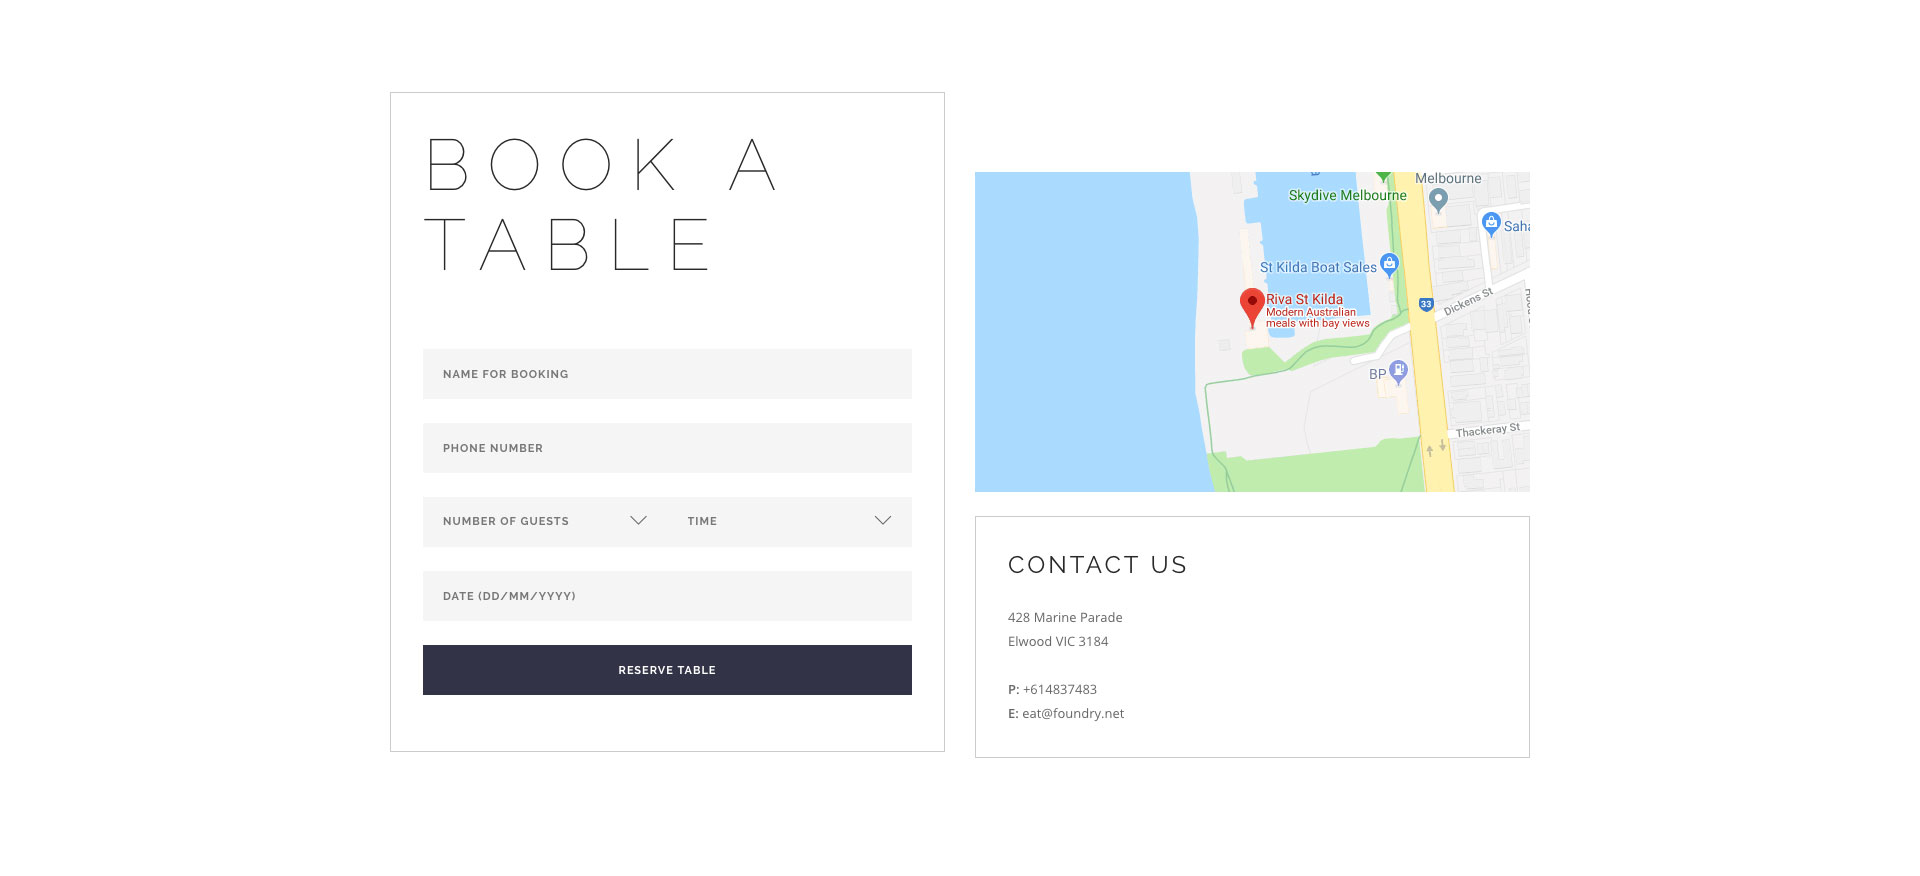 BOOK A
TABLE
NAME FOR BOOKING
PHONE NUMBER
NUMBER OF GUESTS
TIME
DATE (DD/MM/YYYY)
RESERVE TABLE
Melbourne
Skydive Melbourne
Saha
St Kilda Boat Sales
Riva St Kilda
Modern Australian
meals with bay views
33
Dickens St
BP
Thackeray St
CONTACT US
428 Marine Parade
Elwood VIC 3184
P: +614837483
E: eat@foundry.net